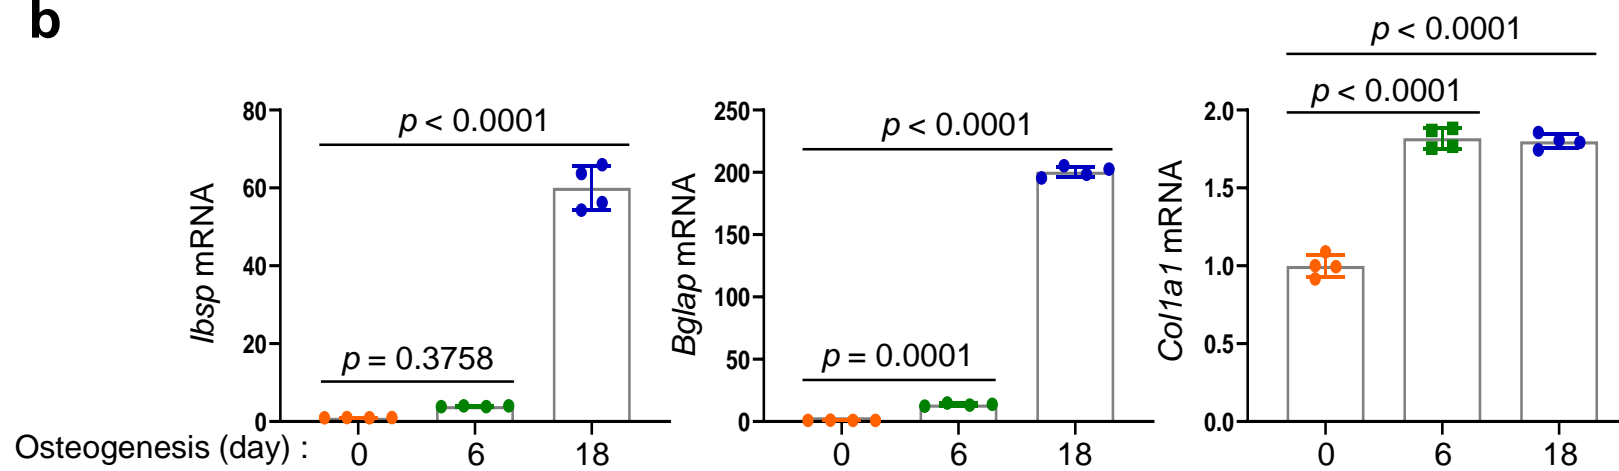 b
p < 0.0001
p = 0.3758
80
60
40
20
0
Ibsp mRNA
p < 0.0001
p = 0.0001
250
200
150
100
50
0
Bglap mRNA
p < 0.0001
p < 0.0001
2.0
1.5
1.0
0.5
0.0
Col1a1 mRNA
Osteogenesis (day) : 0 6 18 0 6 18 0 6 18